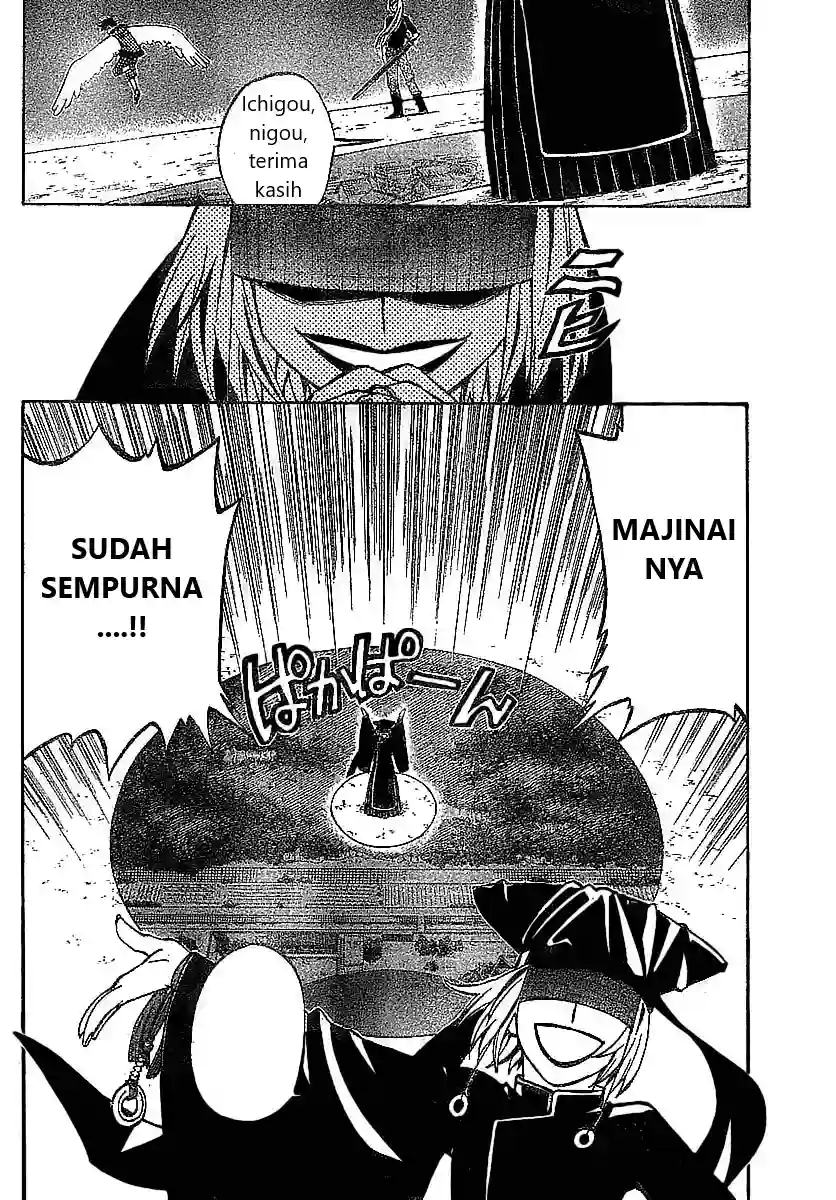 Ichigou,
nigou,
terima
kasih
ニヒ
MAJINAI
NYA
SUDAH
SEMPURNA
....!!
ぱかぱーん